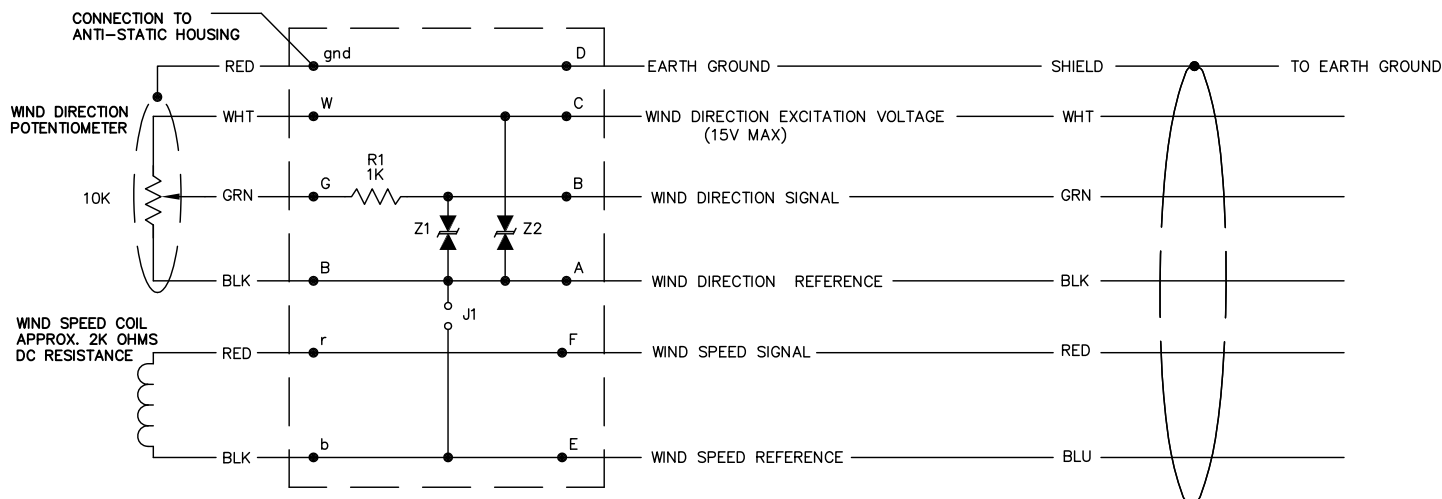 CONNECTION TO
ANTI-STATIC HOUSING
RED gnd D EARTH GROUND SHIELD TO EARTH GROUND
WIND DIRECTION
POTENTIOMETER
WHT W C WIND DIRECTION EXCITATION VOLTAGE WHT
(15V MAX)
R1
1K
10K GRN G B WIND DIRECTION SIGNAL GRN
Z1 Z2
BLK B A WIND DIRECTION REFERENCE BLK
J1
WIND SPEED COIL
APPROX. 2K OHMS
DC RESISTANCE
RED r F WIND SPEED SIGNAL RED
BLK b E WIND SPEED REFERENCE BLU